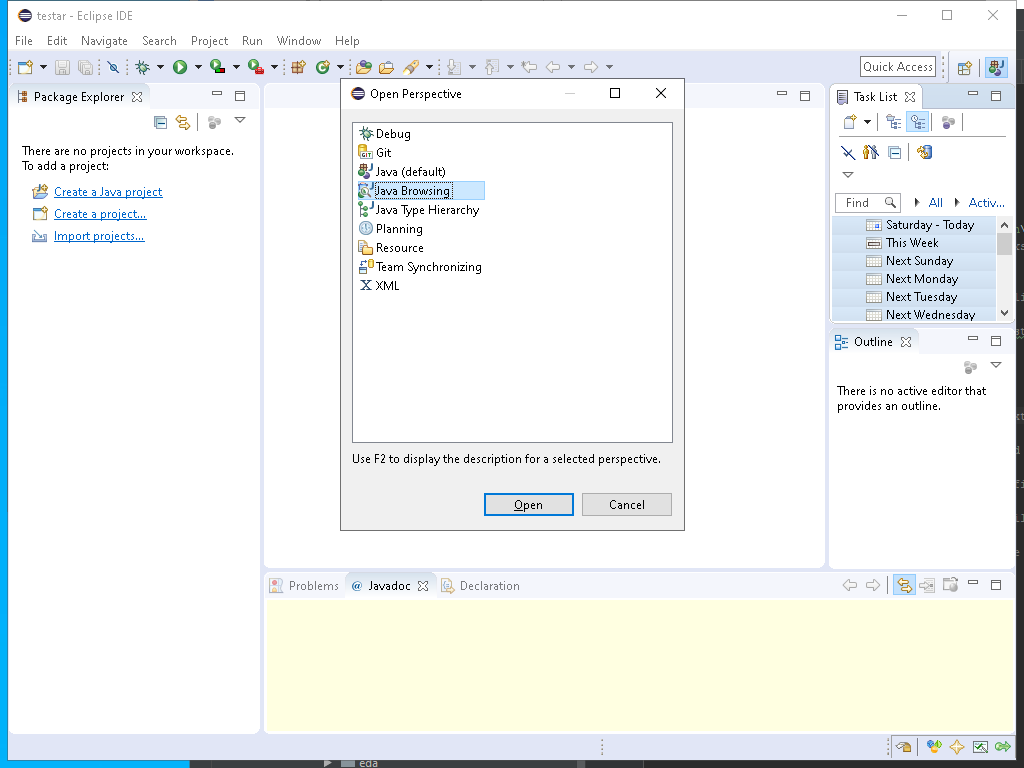 testar - Eclipse IDE
File Edit Navigate Search Project Run Window Help
Quick Access
Package Explorer
There are no projects in your workspace.
To add a project:
Create a Java project
Create a project...
Import projects...
Open Perspective
Debug
Git
Java (default)
Java Browsing
Java Type Hierarchy
Planning
Resource
Team Synchronizing
XML
Use F2 to display the description for a selected perspective.
Open Cancel
Task List
Find All Activ...
Saturday - Today
This Week
Next Sunday
Next Monday
Next Tuesday
Next Wednesday
Outline
There is no active editor that
provides an outline.
Problems @ Javadoc Declaration
eda